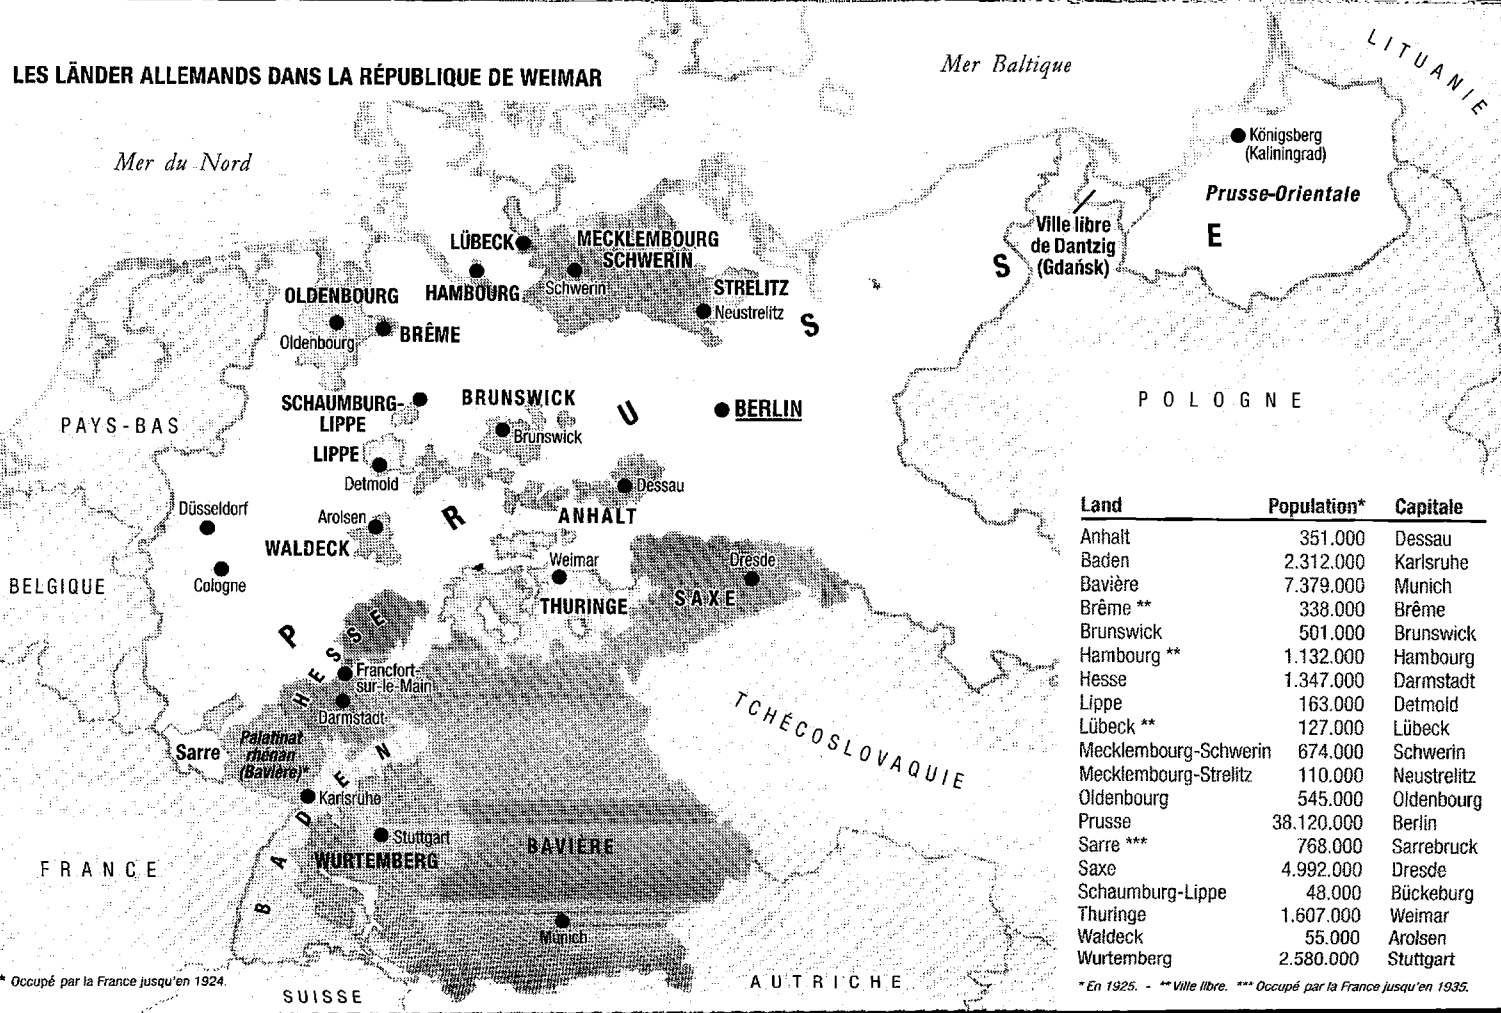 LES LÄNDER ALLEMANDS DANS LA RÉPUBLIQUE DE WEIMAR
Mer Baltique
LITUANIE
Mer du Nord
Königsberg
(Kaliningrad)
Prusse-Orientale
Ville libre
de Dantzig
(Gdańsk)
P R U S S E
LÜBECK
MECKLEMBOURG
SCHWERIN
HAMBOURG
Schwerin
STRELITZ
Neustrelitz
OLDENBOURG
Oldenbourg
BRÊME
SCHAUMBURG-
LIPPE
BRUNSWICK
Brunswick
BERLIN
POLOGNE
PAYS-BAS
LIPPE
Detmold
Dessau
ANHALT
Düsseldorf
Arolsen
WALDECK
Cologne
BELGIQUE
Weimar
THURINGE
Dresde
SAXE
HESSE
Francfort-
sur-le-Main
Darmstadt
Sarre
Palatinat
rhénan
(Bavière)*
TCHÉCOSLOVAQUIE
BADEN
Karlsruhe
Stuttgart
WURTEMBERG
BAVIÈRE
Munich
FRANCE
SUISSE
AUTRICHE
* Occupé par la France jusqu'en 1924.
Land Population* Capitale
Anhalt 351.000 Dessau
Baden 2.312.000 Karlsruhe
Bavière 7.379.000 Munich
Brême ** 338.000 Brême
Brunswick 501.000 Brunswick
Hambourg ** 1.132.000 Hambourg
Hesse 1.347.000 Darmstadt
Lippe 163.000 Detmold
Lübeck ** 127.000 Lübeck
Mecklembourg-Schwerin 674.000 Schwerin
Mecklembourg-Strelitz 110.000 Neustrelitz
Oldenbourg 545.000 Oldenbourg
Prusse 38.120.000 Berlin
Sarre *** 768.000 Sarrebruck
Saxe 4.992.000 Dresde
Schaumburg-Lippe 48.000 Bückeburg
Thuringe 1.607.000 Weimar
Waldeck 55.000 Arolsen
Wurtemberg 2.580.000 Stuttgart
* En 1925. - ** Ville libre. *** Occupé par la France jusqu'en 1935.